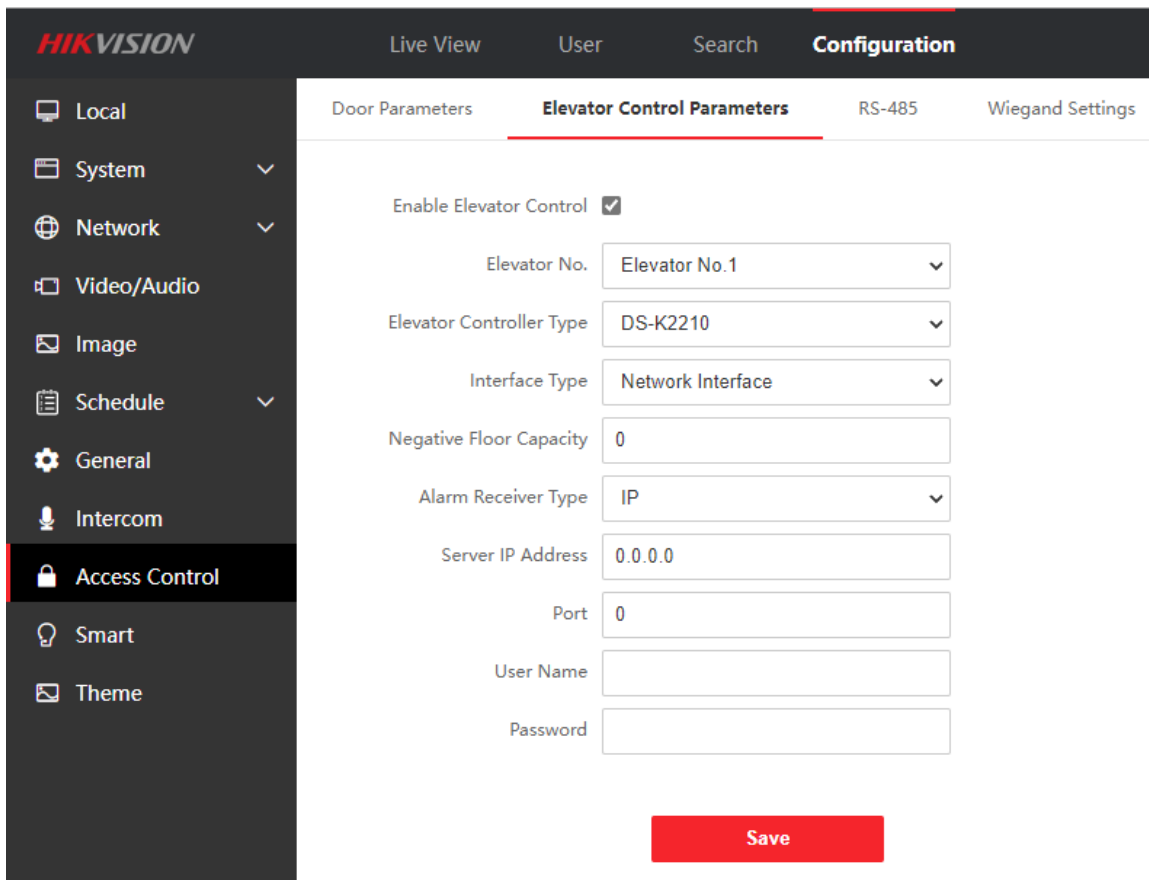 HIKVISION
Live View User Search Configuration
Local
System
Network
Video/Audio
Image
Schedule
General
Intercom
Access Control
Smart
Theme
Door Parameters Elevator Control Parameters RS-485 Wiegand Settings
Enable Elevator Control
Elevator No. Elevator No.1
Elevator Controller Type DS-K2210
Interface Type Network Interface
Negative Floor Capacity 0
Alarm Receiver Type IP
Server IP Address 0.0.0.0
Port 0
User Name
Password
Save